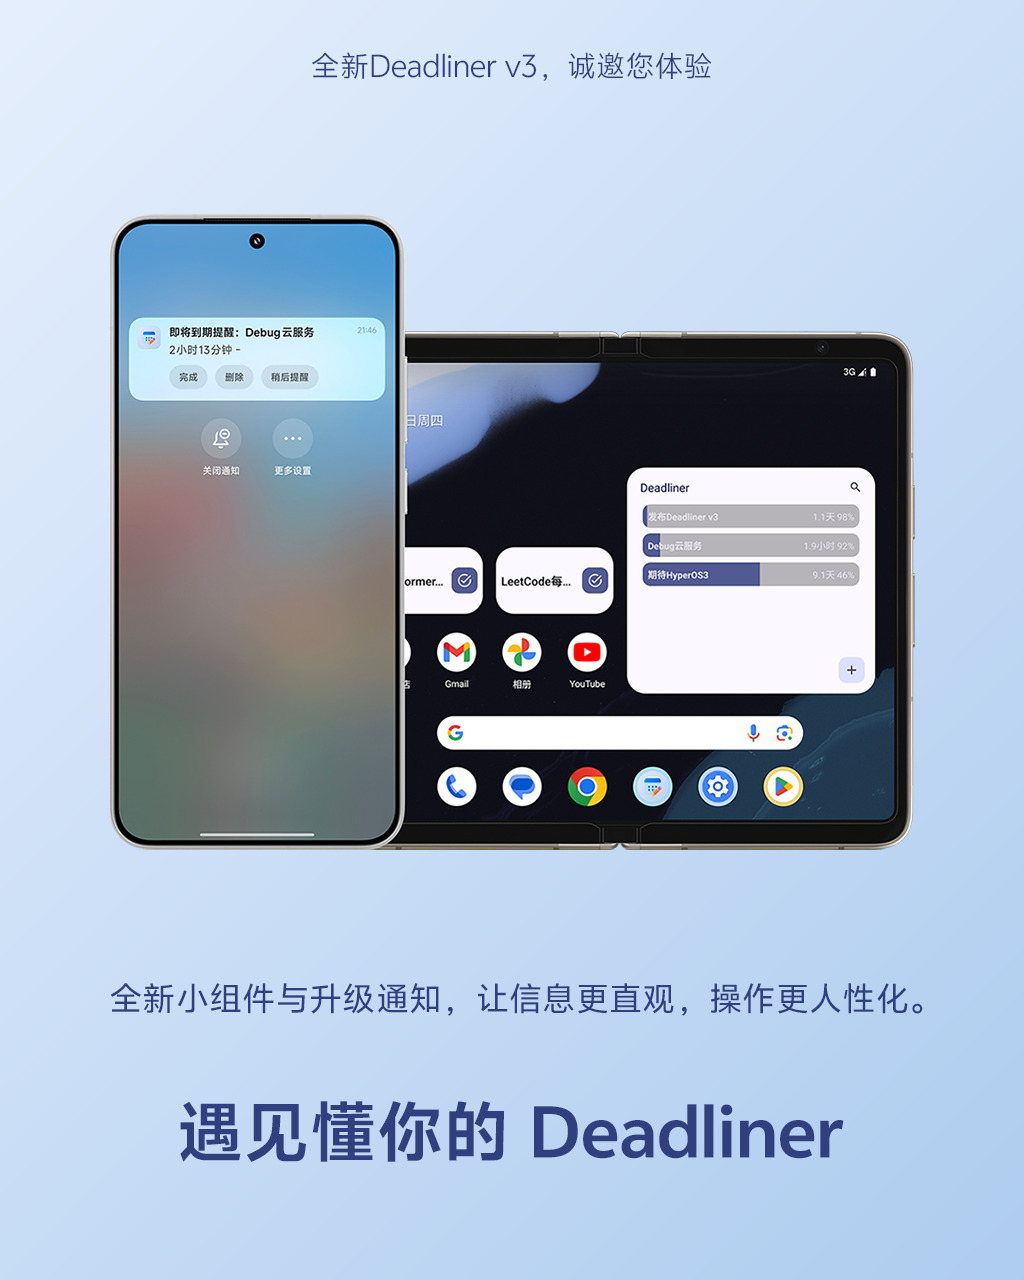 全新Deadliner v3，诚邀您体验
即将到期提醒：Debug云服务
21:46
2小时13分钟 -
完成
删除
稍后提醒
关闭通知
更多设置
3G
日周四
Deadliner
发布Deadliner v3
1.1天 98%
Debug云服务
1.9小时 92%
期待HyperOS3
9.1天 46%
ormer...
LeetCode每...
Gmail
相册
YouTube
全新小组件与升级通知，让信息更直观，操作更人性化。
遇见懂你的 Deadliner